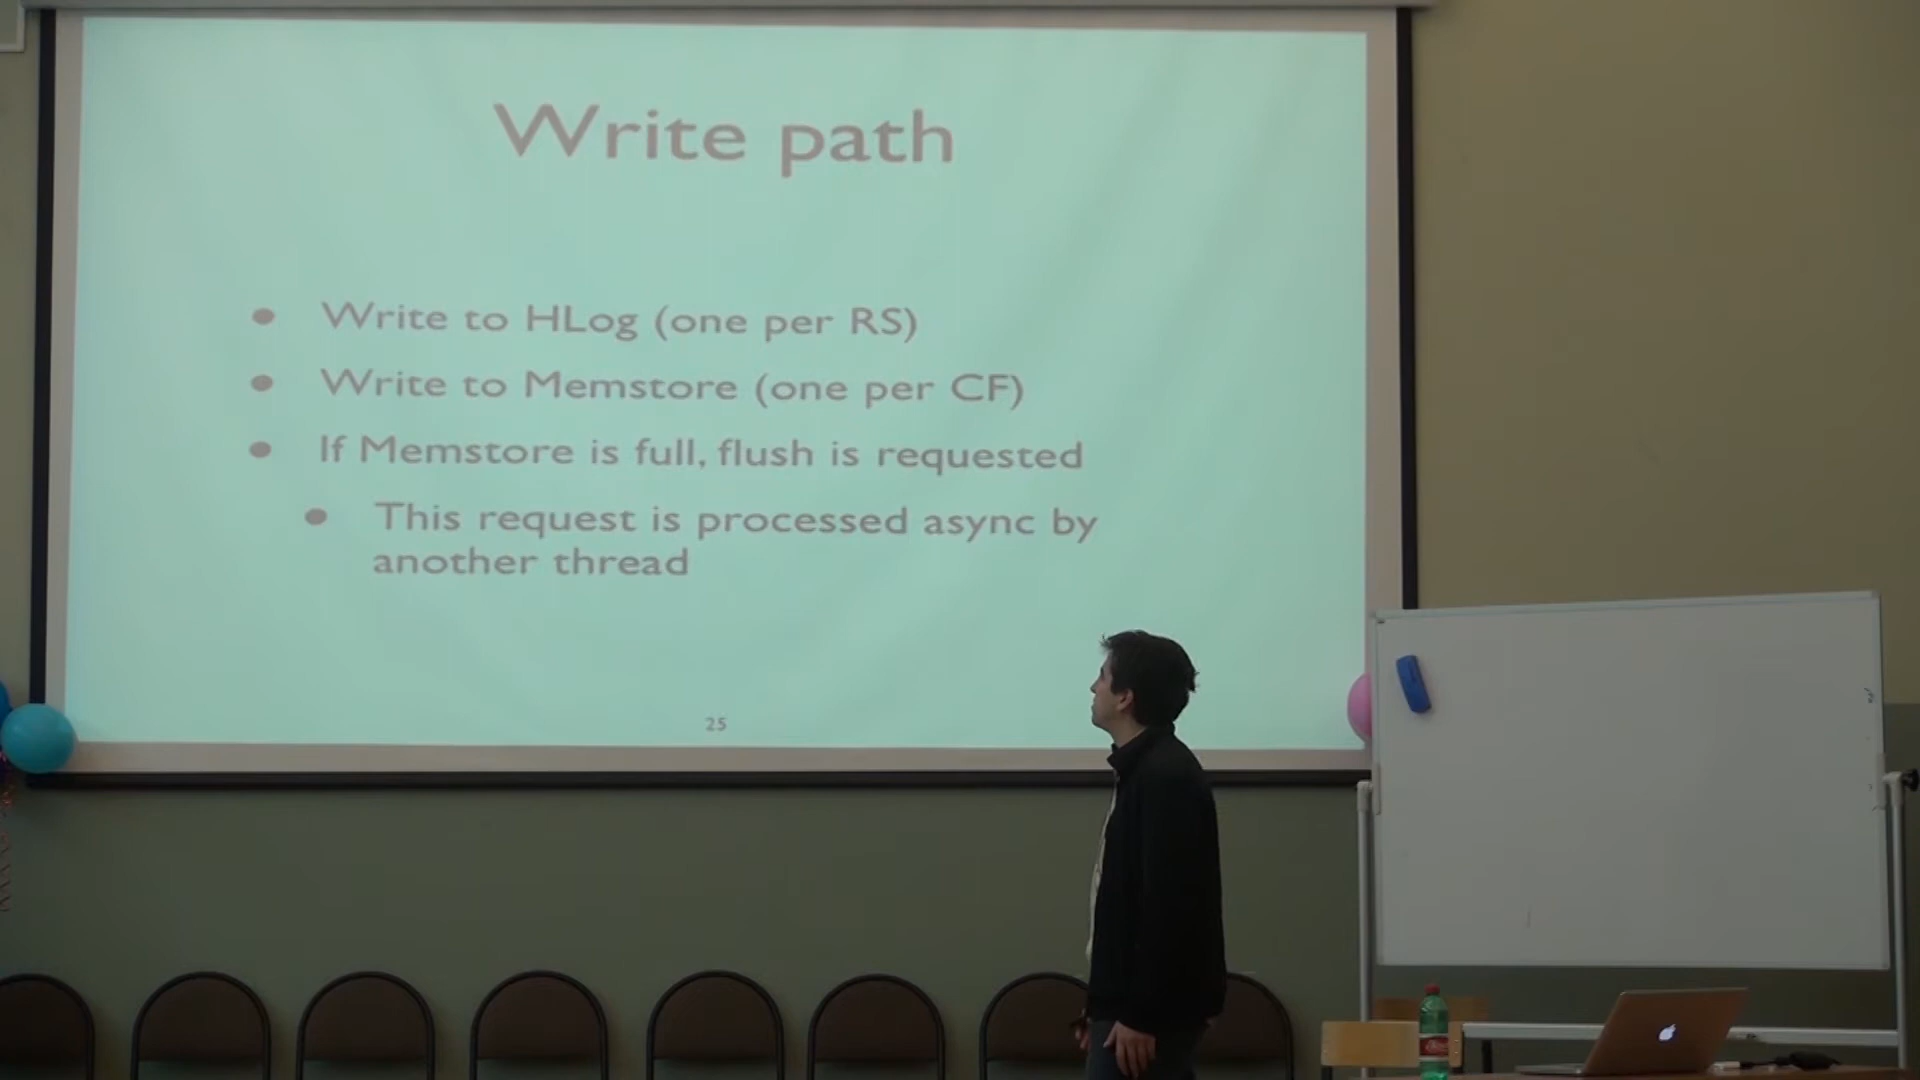 Write path
Write to HLog (one per RS)
Write to Memstore (one per CF)
If Memstore is full, flush is requested
This request is processed async by
another thread
25